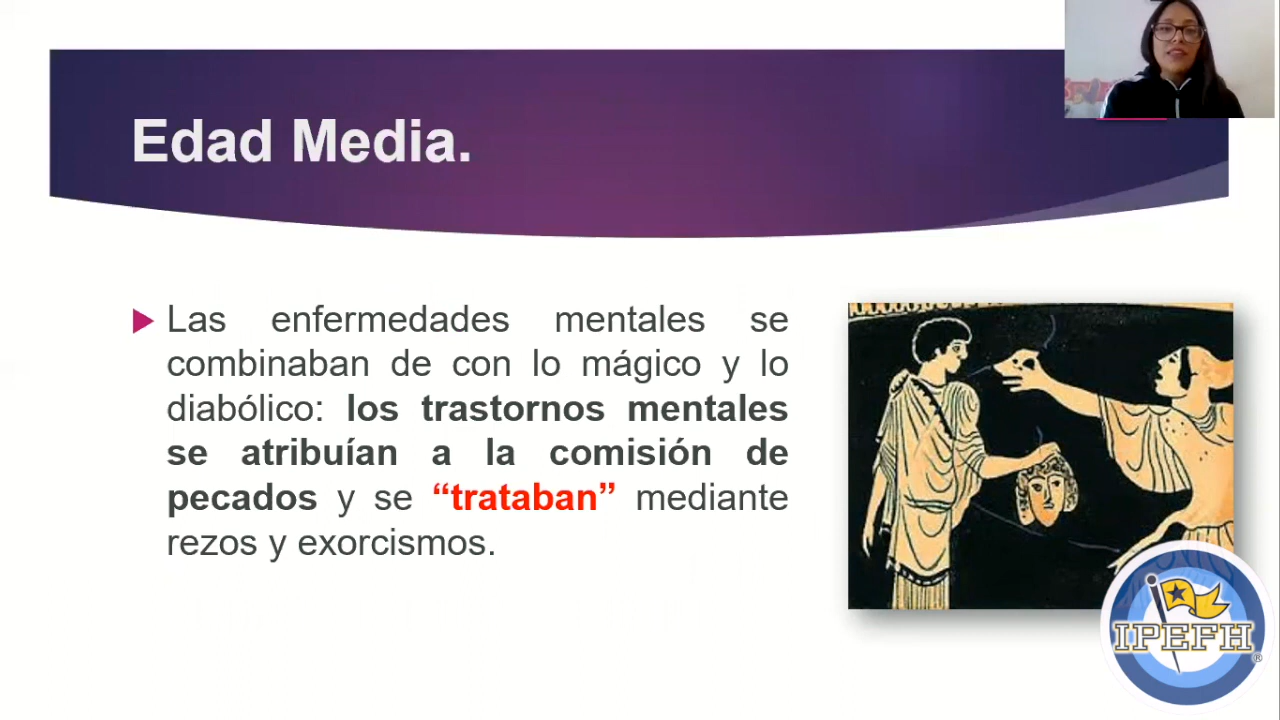 Edad Media.
Las enfermedades mentales se
combinaban de con lo mágico y lo
diabólico: los trastornos mentales
se atribuían a la comisión de
pecados y se “trataban” mediante
rezos y exorcismos.
IPEFH
®